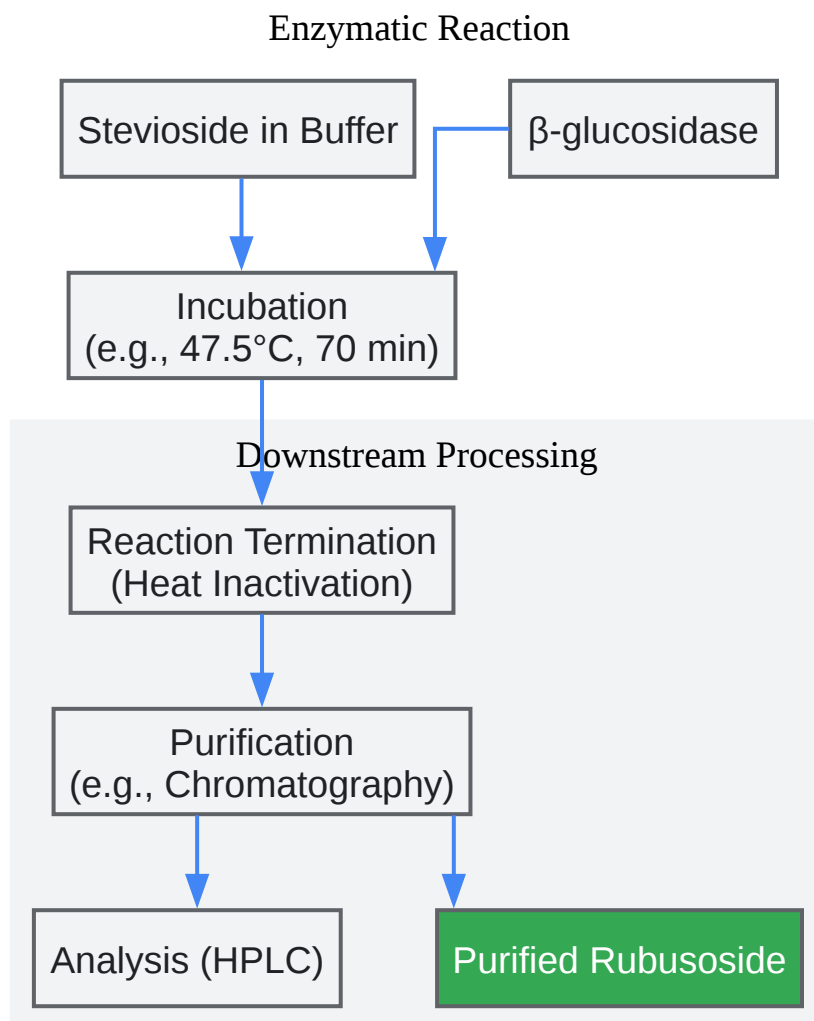 Enzymatic Reaction
Stevioside in Buffer
β-glucosidase
Incubation
(e.g., 47.5°C, 70 min)
Downstream Processing
Reaction Termination
(Heat Inactivation)
Purification
(e.g., Chromatography)
Analysis (HPLC)
Purified Rubusoside